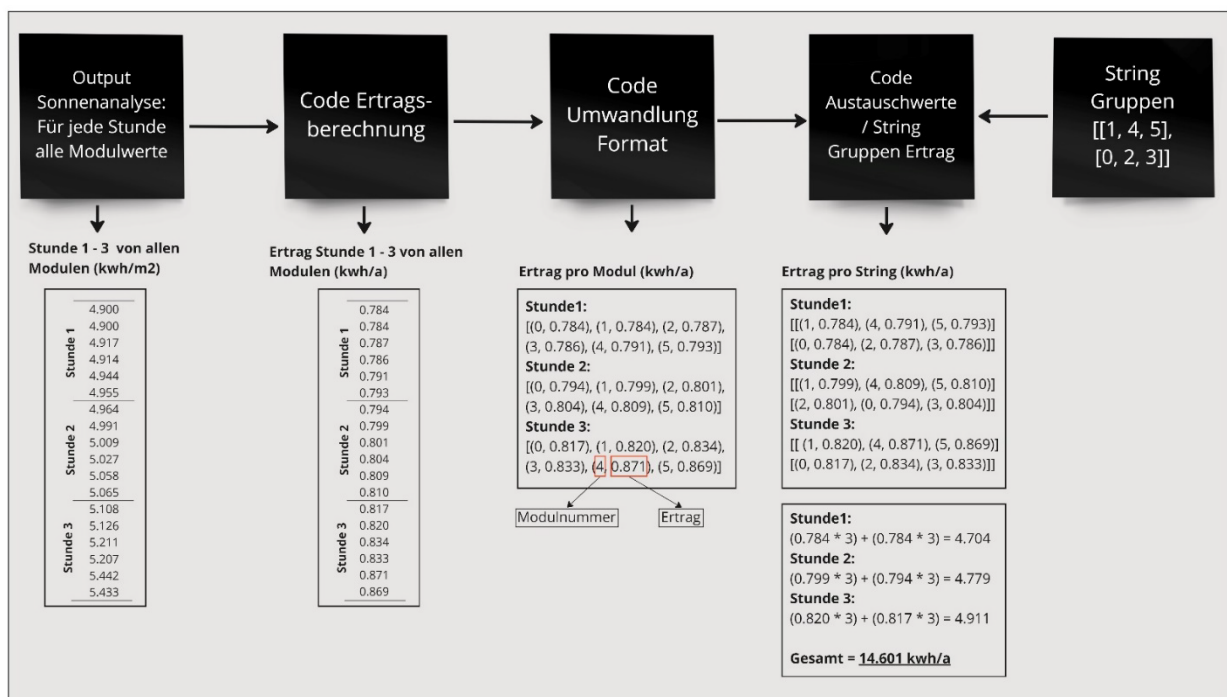 Output
Sonnenanalyse:
Für jede Stunde
alle Modulwerte
Code Ertrags-
berechnung
Code
Umwandlung
Format
Code
Austauschwerte
/ String
Gruppen Ertrag
String
Gruppen
[[1, 4, 5],
[0, 2, 3]]
Stunde 1 - 3 von allen
Modulen (kwh/m2)
Stunde 1
4.900
4.900
4.917
4.914
4.944
4.955
Stunde 2
4.964
4.991
5.009
5.027
5.058
5.065
Stunde 3
5.108
5.126
5.211
5.207
5.442
5.433
Ertrag Stunde 1 - 3 von allen
Modulen (kwh/a)
Stunde 1
0.784
0.784
0.787
0.786
0.791
0.793
Stunde 2
0.794
0.799
0.801
0.804
0.809
0.810
Stunde 3
0.817
0.820
0.834
0.833
0.871
0.869
Ertrag pro Modul (kwh/a)
Stunde1:
[(0, 0.784), (1, 0.784), (2, 0.787),
(3, 0.786), (4, 0.791), (5, 0.793)]
Stunde 2:
[(0, 0.794), (1, 0.799), (2, 0.801),
(3, 0.804), (4, 0.809), (5, 0.810)]
Stunde 3:
[(0, 0.817), (1, 0.820), (2, 0.834),
(3, 0.833), (4, 0.871), (5, 0.869)]
Modulnummer
Ertrag
Ertrag pro String (kwh/a)
Stunde1:
[[(1, 0.784), (4, 0.791), (5, 0.793)]
[(0, 0.784), (2, 0.787), (3, 0.786)]]
Stunde 2:
[[(1, 0.799), (4, 0.809), (5, 0.810)]
[(2, 0.801), (0, 0.794), (3, 0.804)]]
Stunde 3:
[[ (1, 0.820), (4, 0.871), (5, 0.869)]
[(0, 0.817), (2, 0.834), (3, 0.833)]]
Stunde1:
(0.784 * 3) + (0.784 * 3) = 4.704
Stunde 2:
(0.799 * 3) + (0.794 * 3) = 4.779
Stunde 3:
(0.820 * 3) + (0.817 * 3) = 4.911
Gesamt = 14.601 kwh/a